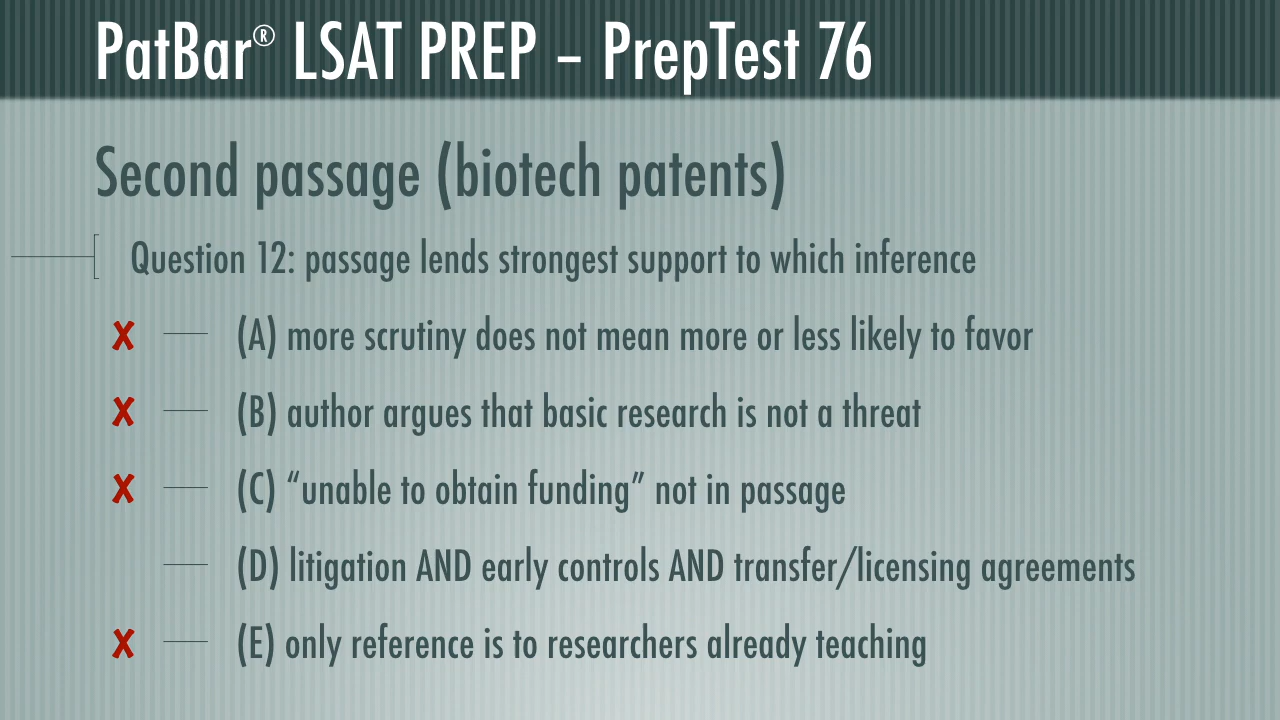 PatBar® LSAT PREP – PrepTest 76
Second passage (biotech patents)
Question 12: passage lends strongest support to which inference
✘ (A) more scrutiny does not mean more or less likely to favor
✘ (B) author argues that basic research is not a threat
✘ (C) “unable to obtain funding” not in passage
(D) litigation AND early controls AND transfer/licensing agreements
✘ (E) only reference is to researchers already teaching